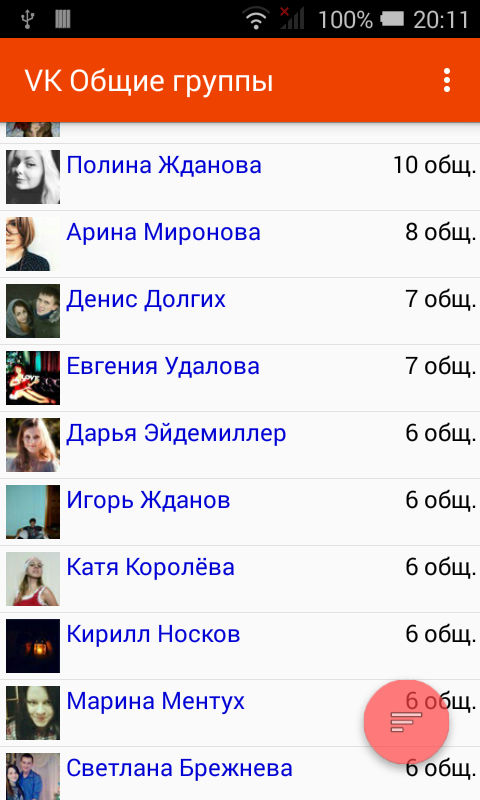 100% 20:11
VK Общие группы
Полина Жданова 10 общ.
Арина Миронова 8 общ.
Денис Долгих 7 общ.
Евгения Удалова 7 общ.
Дарья Эйдемиллер 6 общ.
Игорь Жданов 6 общ.
Катя Королёва 6 общ.
Кирилл Носков 6 общ.
Марина Ментух 6 общ.
Светлана Брежнева 6 общ.